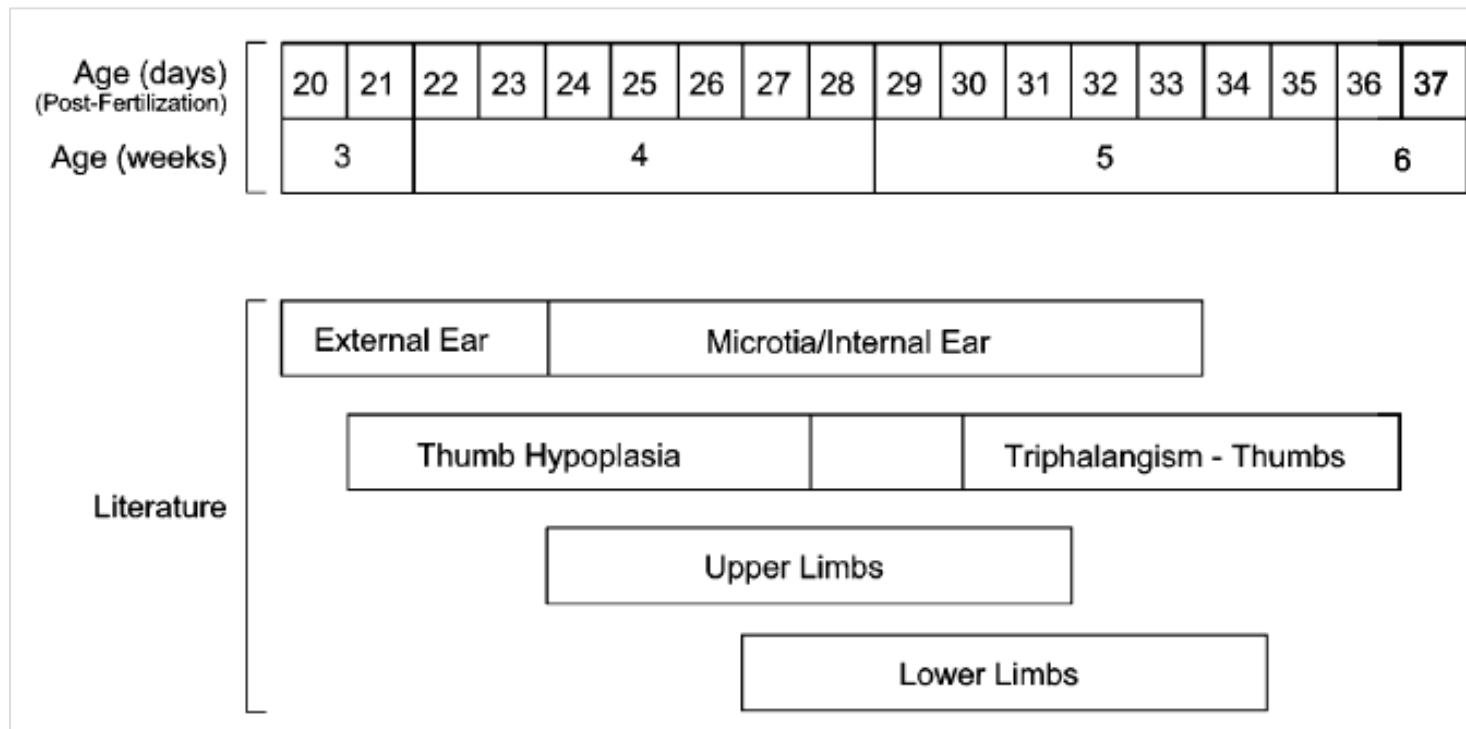 Age (days)
(Post-Fertilization)
20 21 22 23 24 25 26 27 28 29 30 31 32 33 34 35 36 37
Age (weeks)
3 4 5 6
Literature
External Ear
Microtia/Internal Ear
Thumb Hypoplasia
Triphalangism - Thumbs
Upper Limbs
Lower Limbs